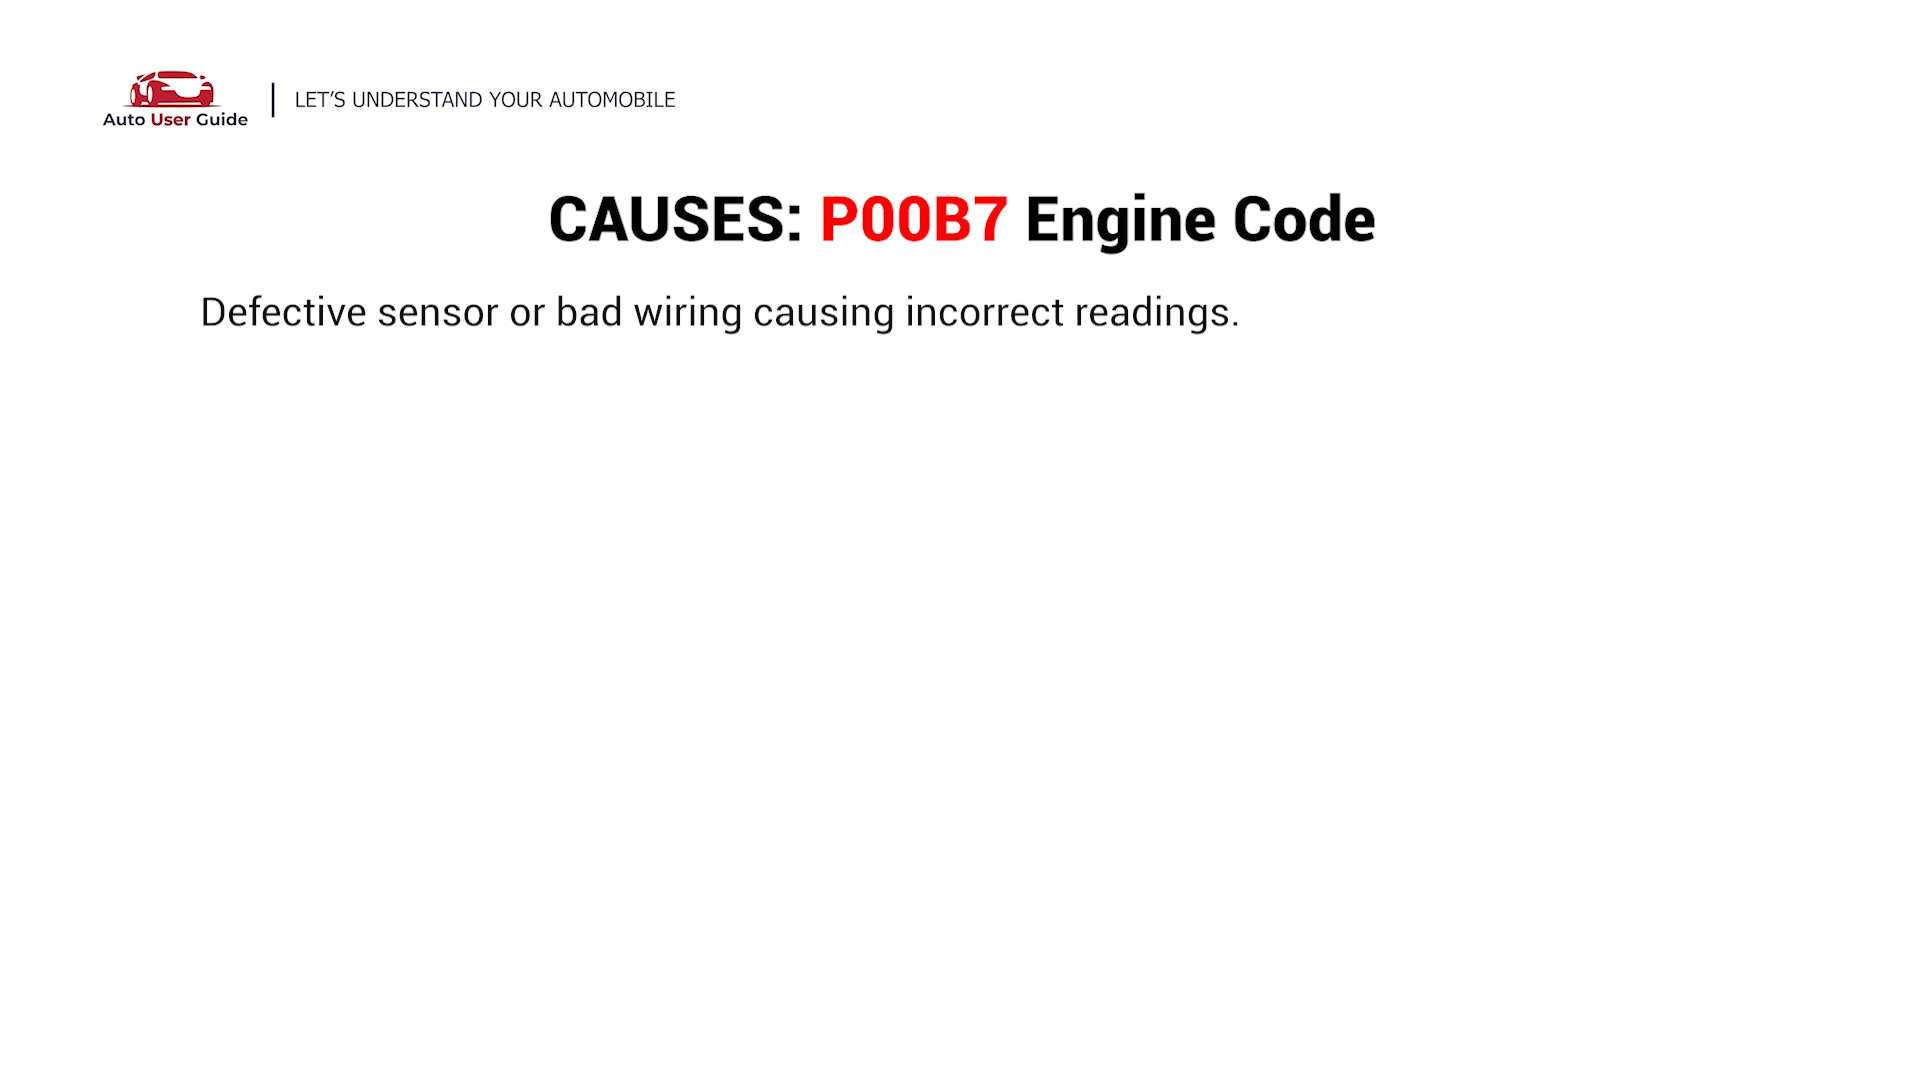 Auto User Guide
LET'S UNDERSTAND YOUR AUTOMOBILE
CAUSES: P00B7 Engine Code
Defective sensor or bad wiring causing incorrect readings.